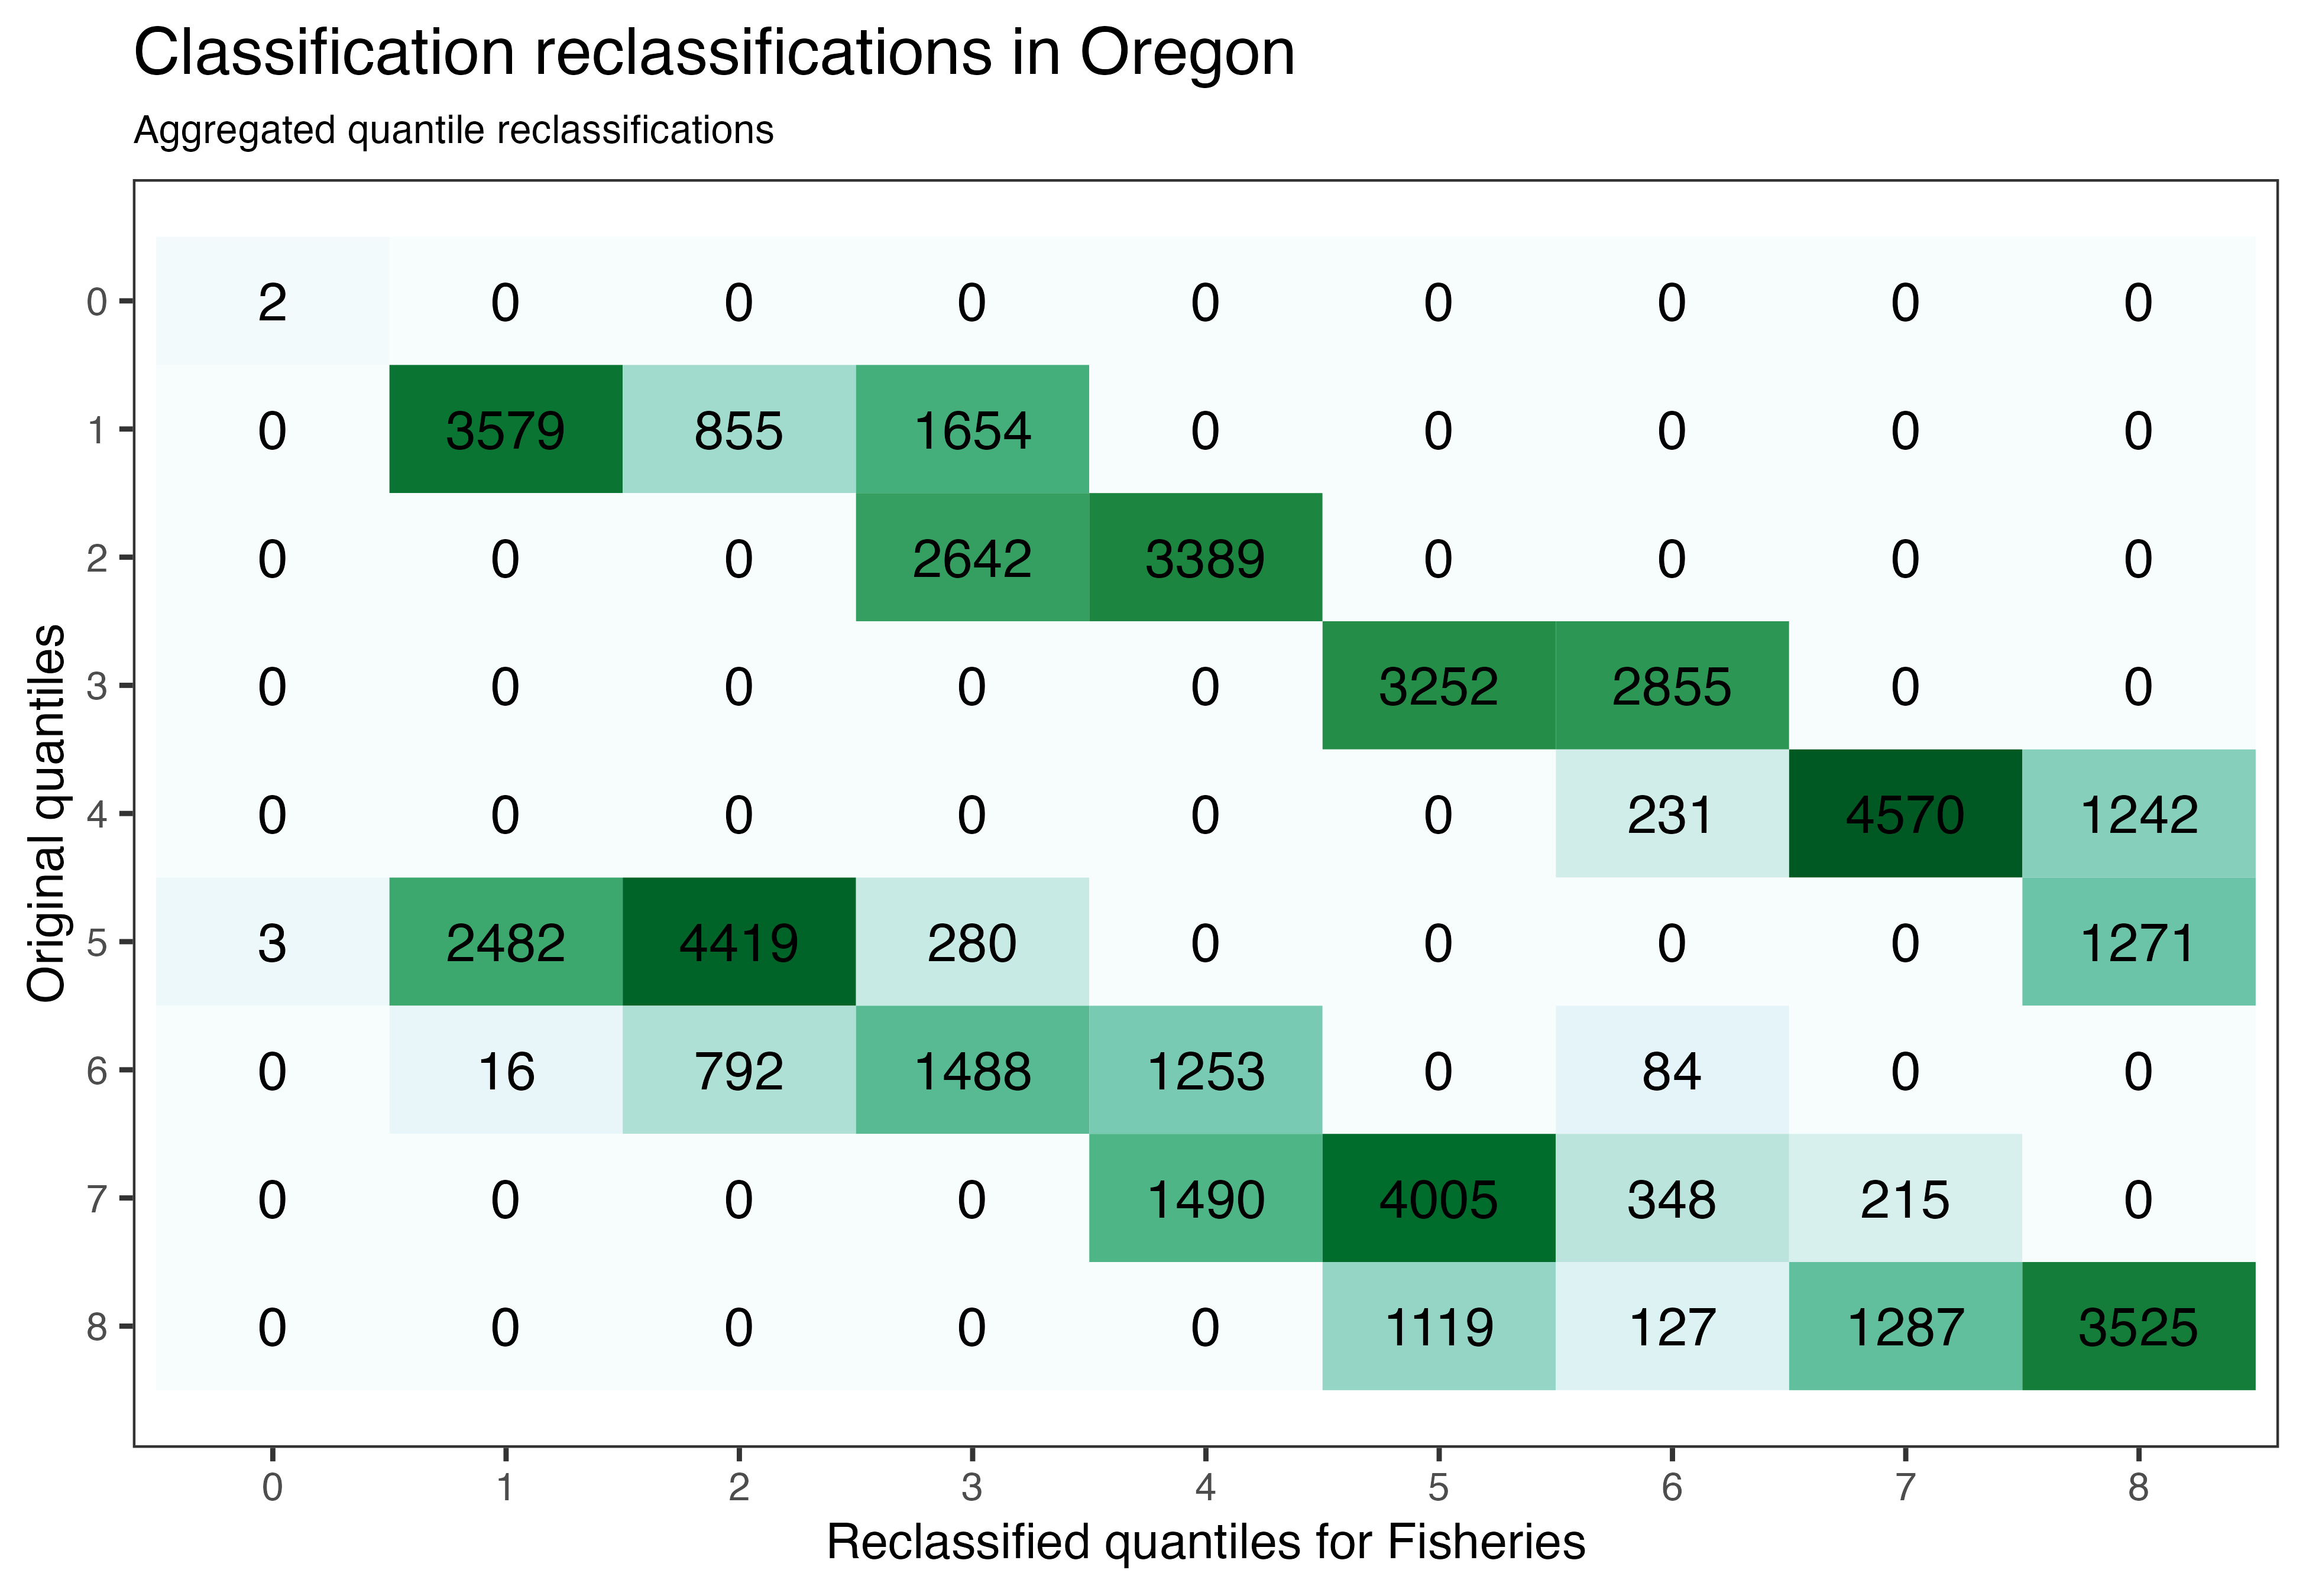 Classification reclassifications in Oregon
Aggregated quantile reclassifications
Original quantiles
0 2 0 0 0 0 0 0 0 0
1 0 3579 855 1654 0 0 0 0 0
2 0 0 0 2642 3389 0 0 0 0
3 0 0 0 0 0 3252 2855 0 0
4 0 0 0 0 0 0 231 4570 1242
5 3 2482 4419 280 0 0 0 0 1271
6 0 16 792 1488 1253 0 84 0 0
7 0 0 0 0 1490 4005 348 215 0
8 0 0 0 0 0 1119 127 1287 3525
0 1 2 3 4 5 6 7 8
Reclassified quantiles for Fisheries